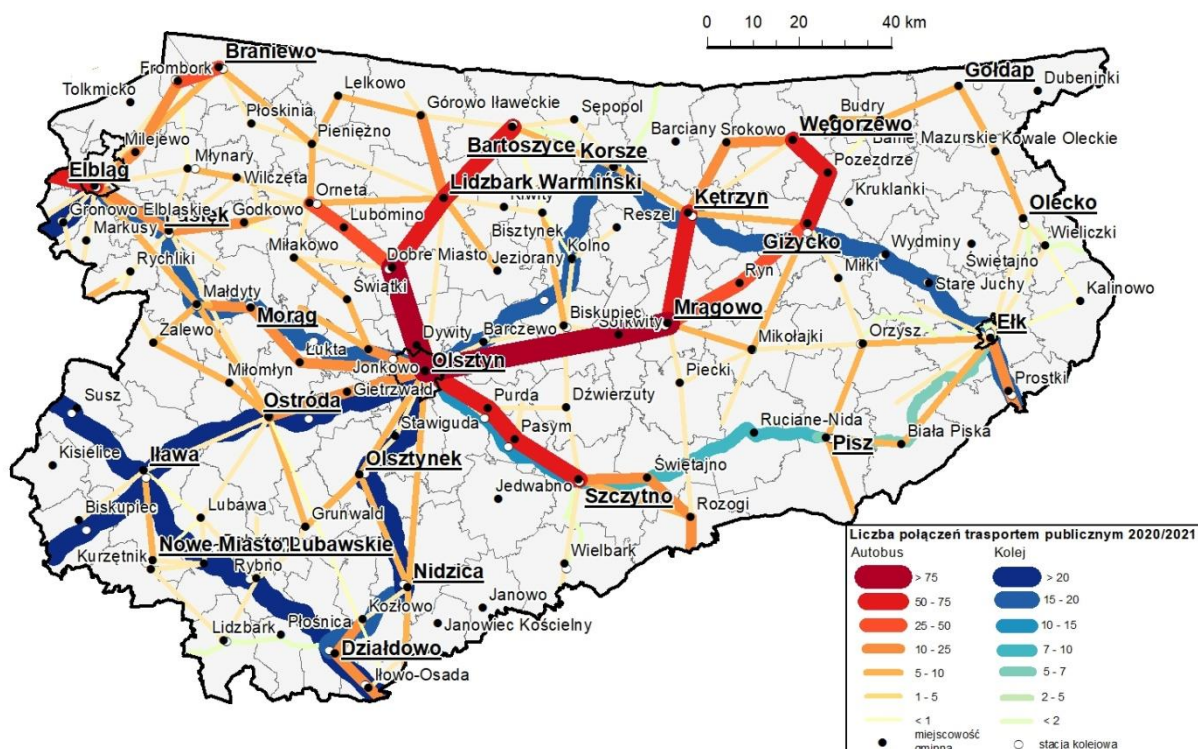 0 20 40 km
Braniewo
Frombork
Tolkmicko
Lelkowo
Gołdap
Dubeninki
Płoskinia
Górowo Iławeckie
Sępopol
Budry
Węgorzewo
Milejewo
Pieniężno
Bartoszyce
Barciany
Srokowo
Banie Mazurskie
Kowale Oleckie
Młynary
Korsze
Pozezdrze
Elbląg
Wilczęta
Lidzbark Warmiński
Kruklanki
Gronowo Elbląskie
Godkowo
Orneta
Kiwity
Kętrzyn
Olecko
Markusy
Lubomino
Bisztynek
Reszel
Giżycko
Wieliczki
Rychliki
Miłakowo
Dobre Miasto
Jeziorany
Kolno
Wydminy
Świętajno
Świątki
Ryn
Miłki
Stare Juchy
Kalinowo
Małdyty
Morąg
Mrągowo
Zalewo
Dywity
Barczewo
Biskupiec
Sorkwity
Ełk
Łukta
Olsztyn
Mikołajki
Orzysz
Miłomłyn
Jonkowo
Gietrzwałd
Piecki
Prostki
Susz
Ostróda
Purda
Dźwierzuty
Stawiguda
Pasym
Ruciane-Nida
Pisz
Biała Piska
Kisielice
Iława
Olsztynek
Świętajno
Jedwabno
Szczytno
Biskupiec
Lubawa
Grunwald
Rozogi
Kurzętnik
Nowe Miasto Lubawskie
Rybno
Wielbark
Nidzica
Kozłowo
Janowo
Lidzbark
Płośnica
Janowiec Kościelny
Działdowo
Iłowo-Osada
Liczba połączeń trasportem publicznym 2020/2021
Autobus Kolej
> 75 > 20
50 - 75 15 - 20
25 - 50 10 - 15
10 - 25 7 - 10
5 - 10 5 - 7
1 - 5 2 - 5
< 1 < 2
miejscowość stacja kolejowa
gminna